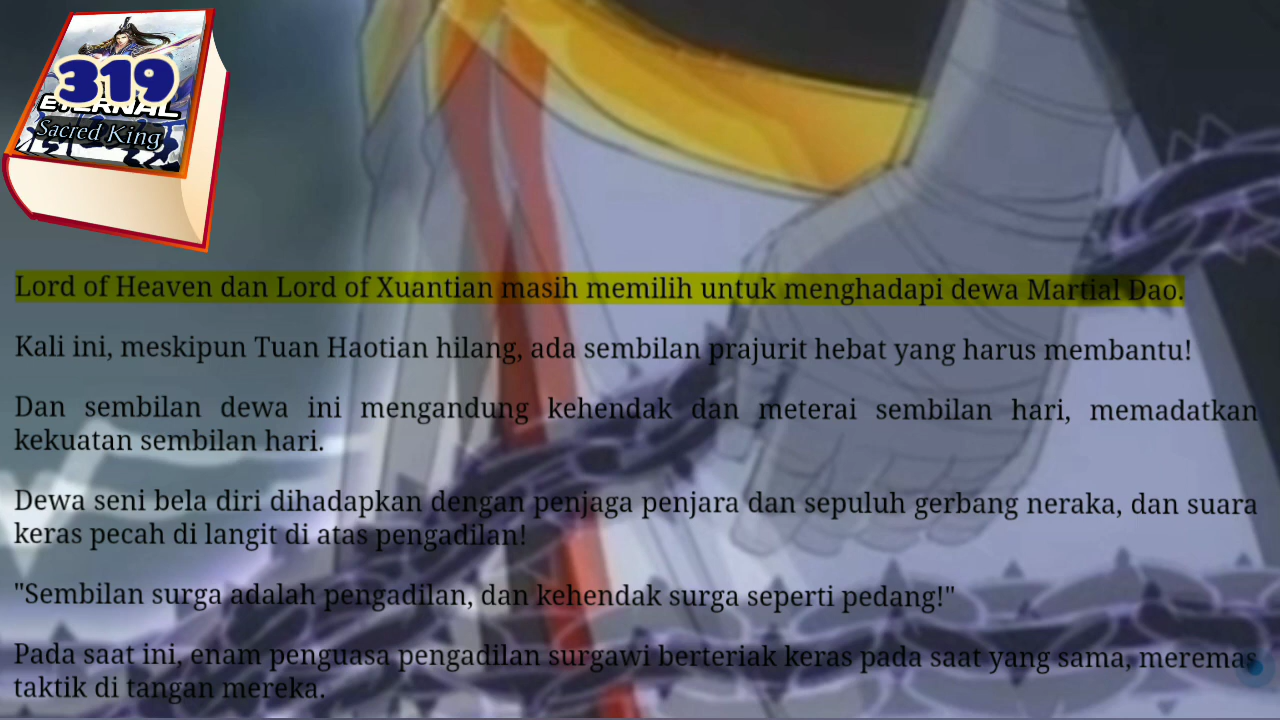 319
ETERNAL
Sacred King
Lord of Heaven dan Lord of Xuantian masih memilih untuk menghadapi dewa Martial Dao.
Kali ini, meskipun Tuan Haotian hilang, ada sembilan prajurit hebat yang harus membantu!
Dan sembilan dewa ini mengandung kehendak dan meterai sembilan hari, memadatkan
kekuatan sembilan hari.
Dewa seni bela diri dihadapkan dengan penjaga penjara dan sepuluh gerbang neraka, dan suara
keras pecah di langit di atas pengadilan!
"Sembilan surga adalah pengadilan, dan kehendak surga seperti pedang!"
Pada saat ini, enam penguasa pengadilan surgawi berteriak keras pada saat yang sama, meremas
taktik di tangan mereka.